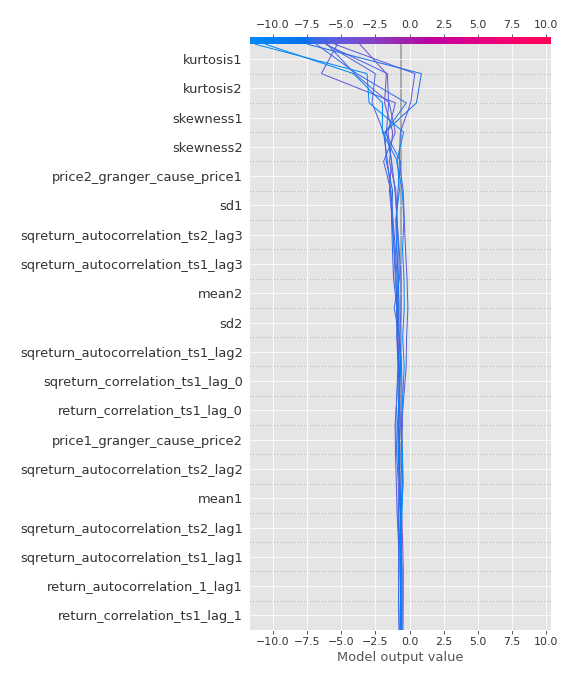 −10.0 −7.5 −5.0 −2.5 0.0 2.5 5.0 7.5 10.0
kurtosis1
kurtosis2
skewness1
skewness2
price2_granger_cause_price1
sd1
sqreturn_autocorrelation_ts2_lag3
sqreturn_autocorrelation_ts1_lag3
mean2
sd2
sqreturn_autocorrelation_ts1_lag2
sqreturn_correlation_ts1_lag_0
return_correlation_ts1_lag_0
price1_granger_cause_price2
sqreturn_autocorrelation_ts2_lag2
mean1
sqreturn_autocorrelation_ts2_lag1
sqreturn_autocorrelation_ts1_lag1
return_autocorrelation_1_lag1
return_correlation_ts1_lag_1
−10.0 −7.5 −5.0 −2.5 0.0 2.5 5.0 7.5 10.0
Model output value